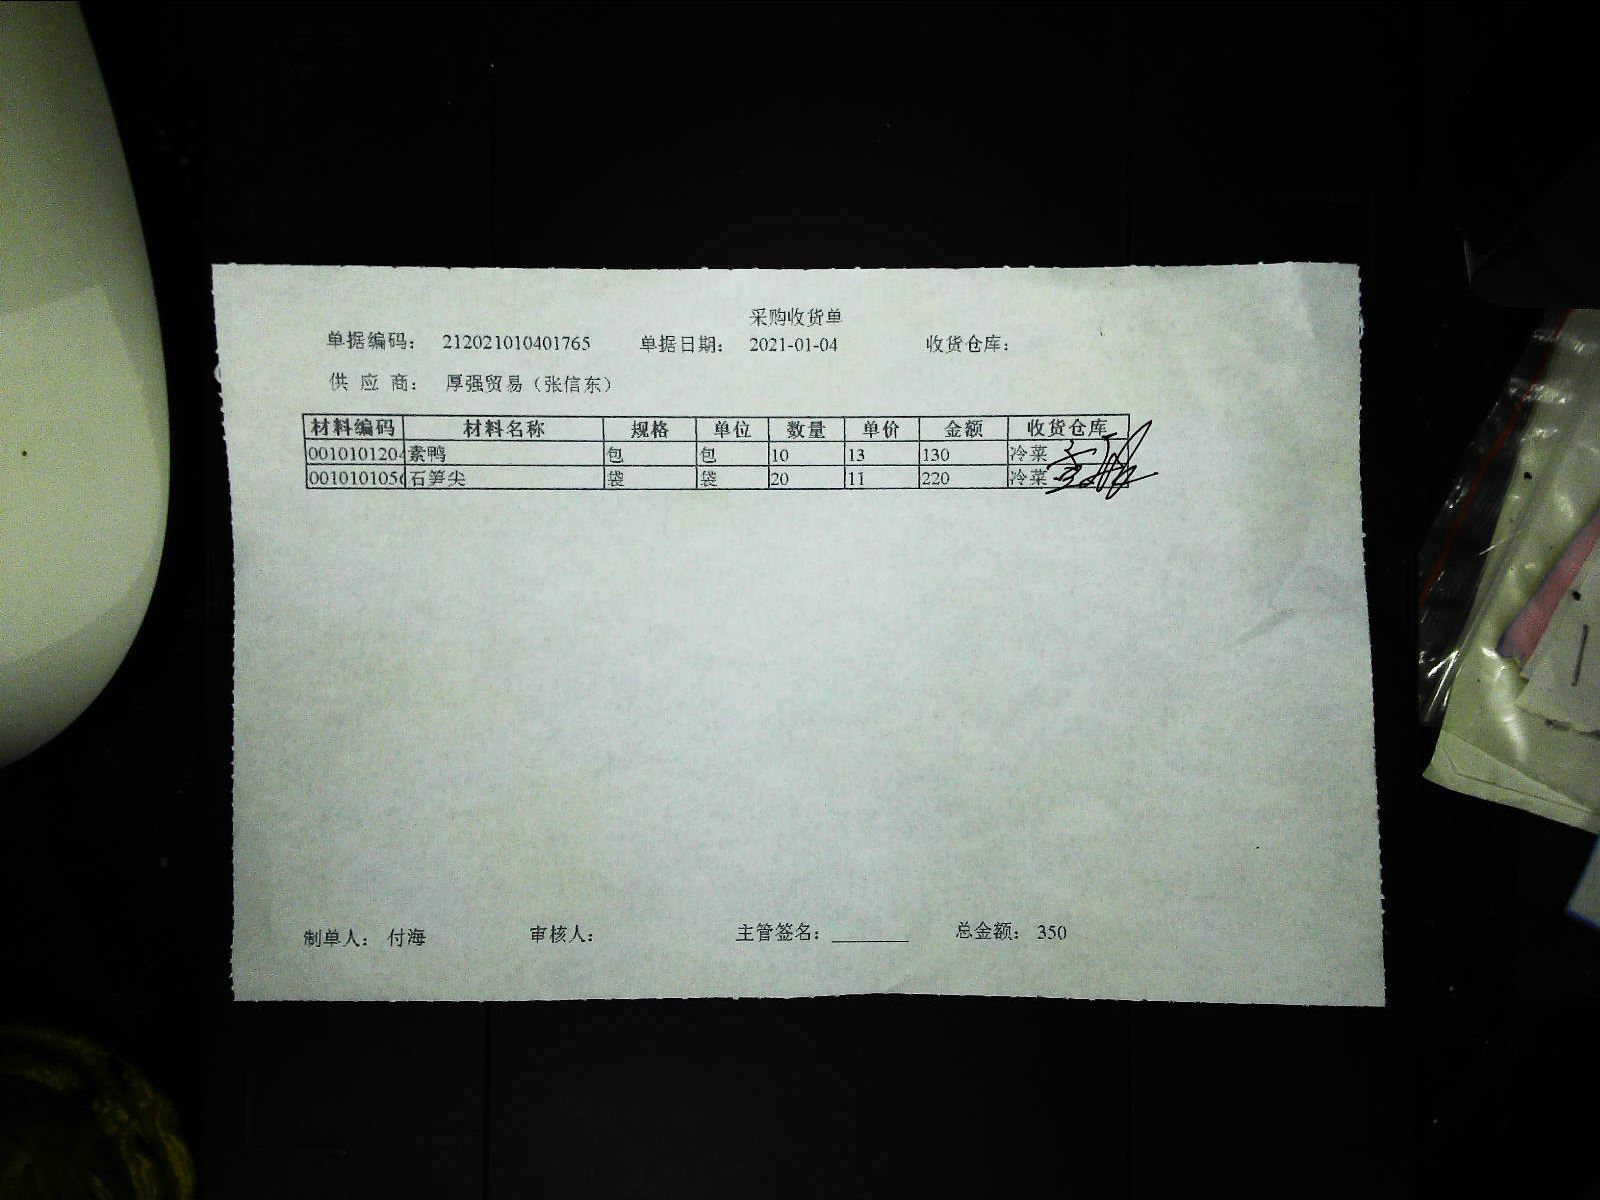 采购收货单
单据编码： 212021010401765 单据日期： 2021-01-04 收货仓库：
供 应 商： 厚强贸易（张信东）
材料编码 材料名称 规格 单位 数量 单价 金额 收货仓库
0010101204 素鸭 包 包 10 13 130 冷菜
001010105 石笋尖 袋 袋 20 11 220 冷菜
制单人： 付海 审核人： 主管签名：________ 总金额： 350